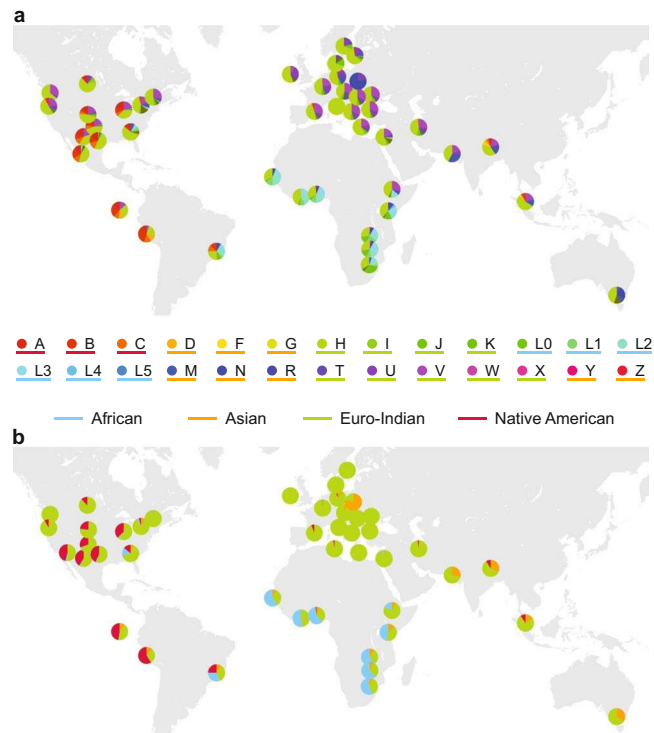 a
A B C D F G H I J K L0 L1 L2
L3 L4 L5 M N R T U V W X Y Z
African Asian Euro-Indian Native American
b